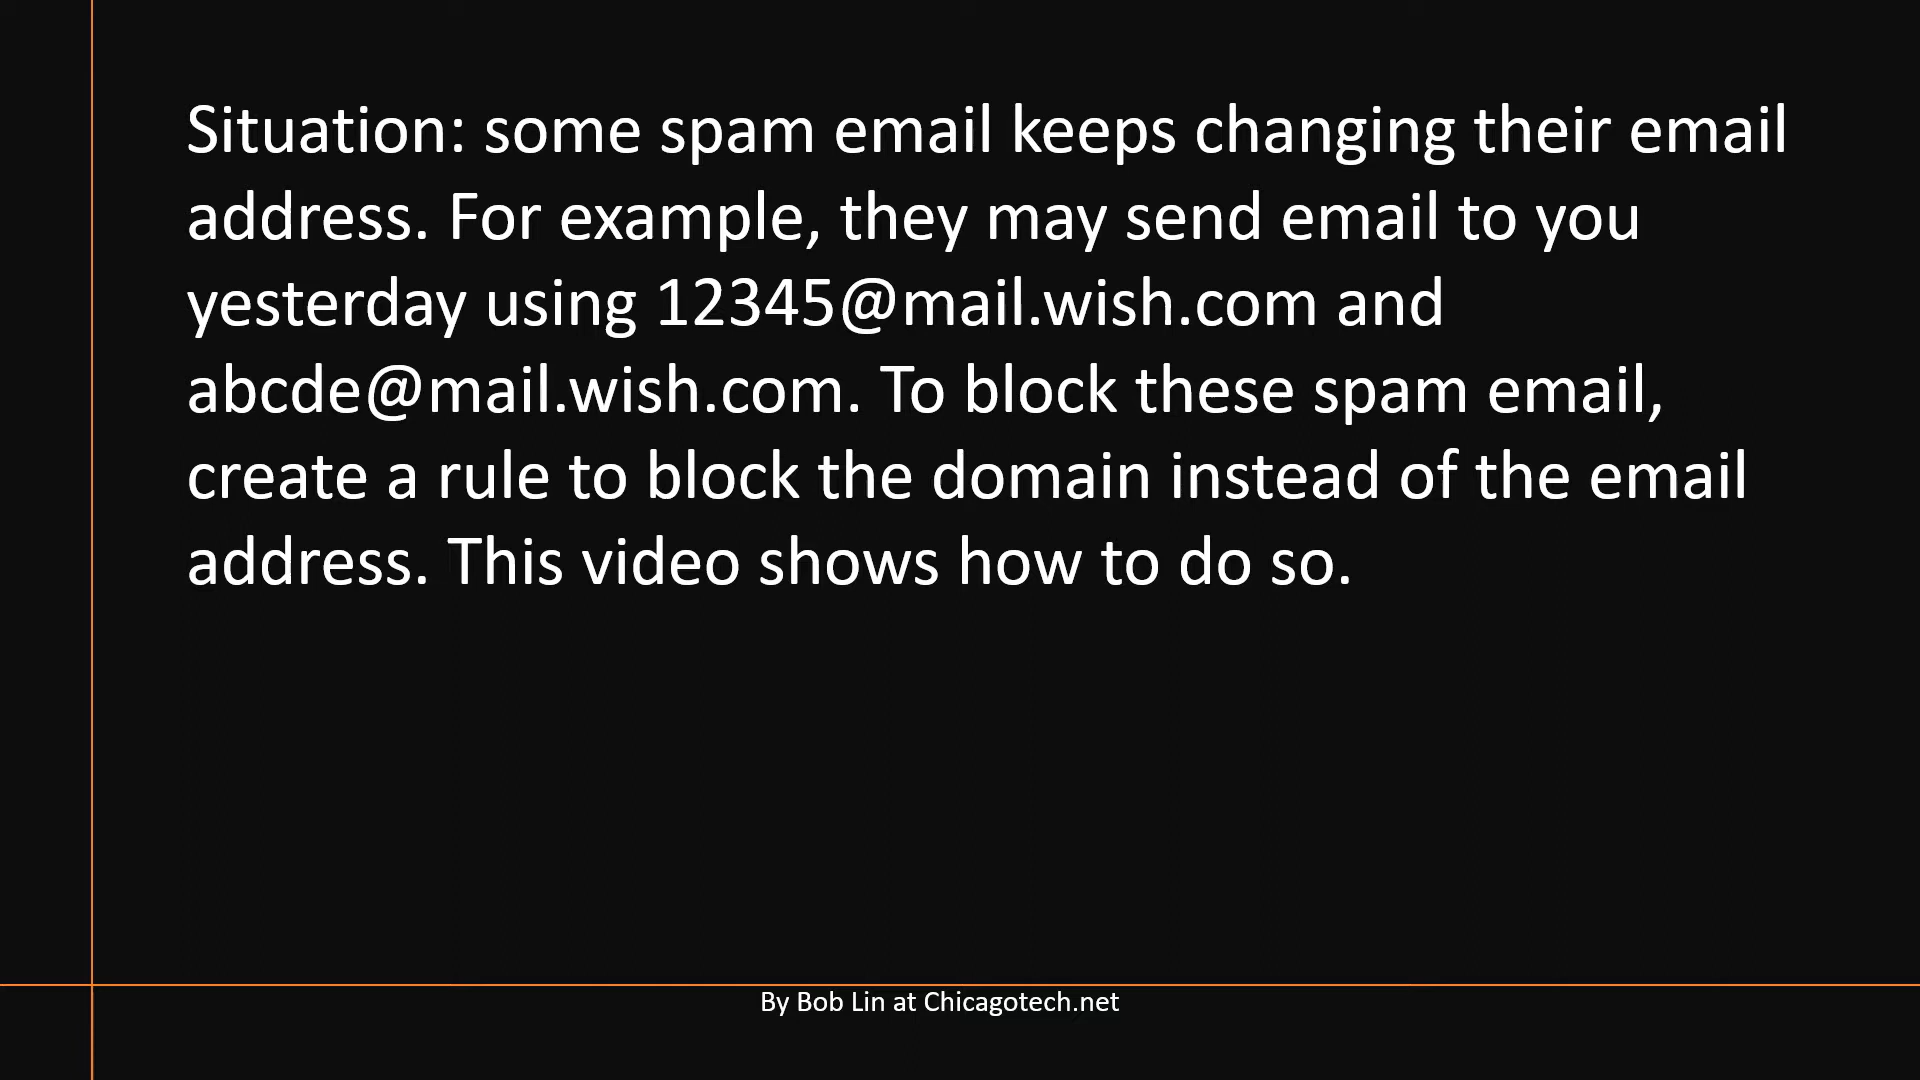 Situation: some spam email keeps changing their email
address. For example, they may send email to you
yesterday using 12345@mail.wish.com and
abcde@mail.wish.com. To block these spam email,
create a rule to block the domain instead of the email
address. This video shows how to do so.
By Bob Lin at Chicagotech.net